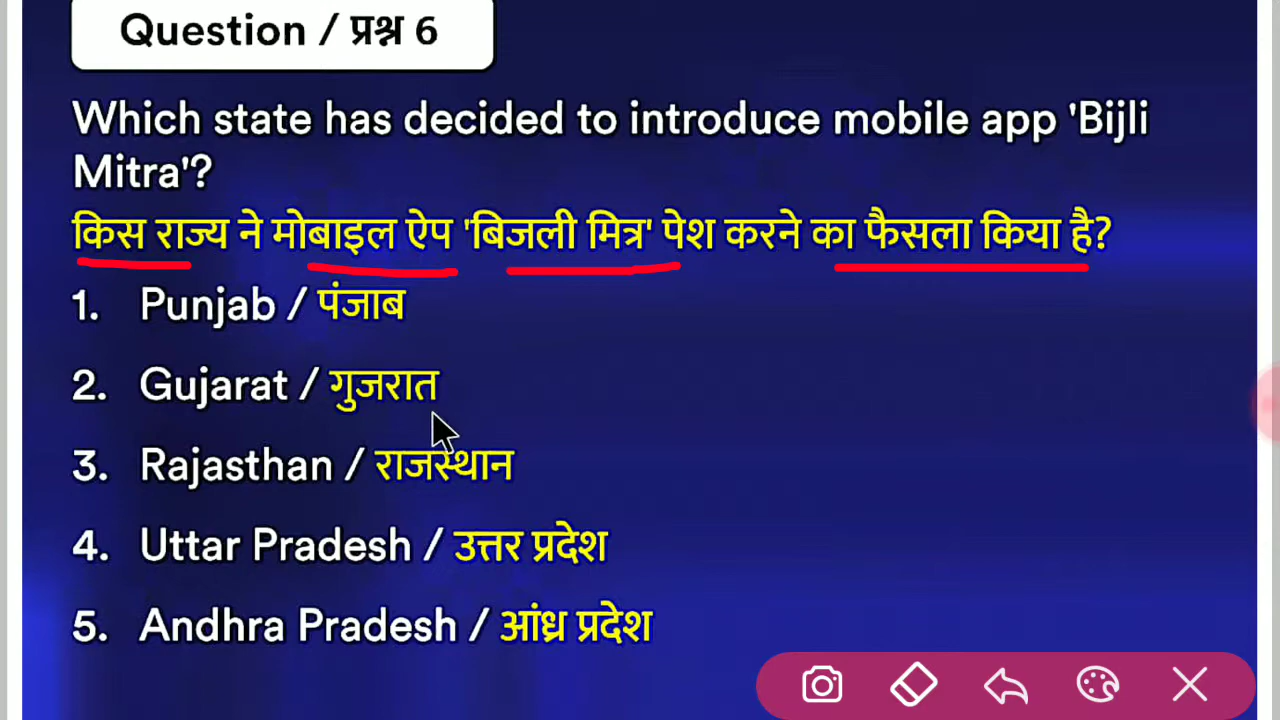 Question / प्रश्न 6
Which state has decided to introduce mobile app 'Bijli
Mitra'?
किस राज्य ने मोबाइल ऐप 'बिजली मित्र' पेश करने का फैसला किया है?
1. Punjab / पंजाब
2. Gujarat / गुजरात
3. Rajasthan / राजस्थान
4. Uttar Pradesh / उत्तर प्रदेश
5. Andhra Pradesh / आंध्र प्रदेश